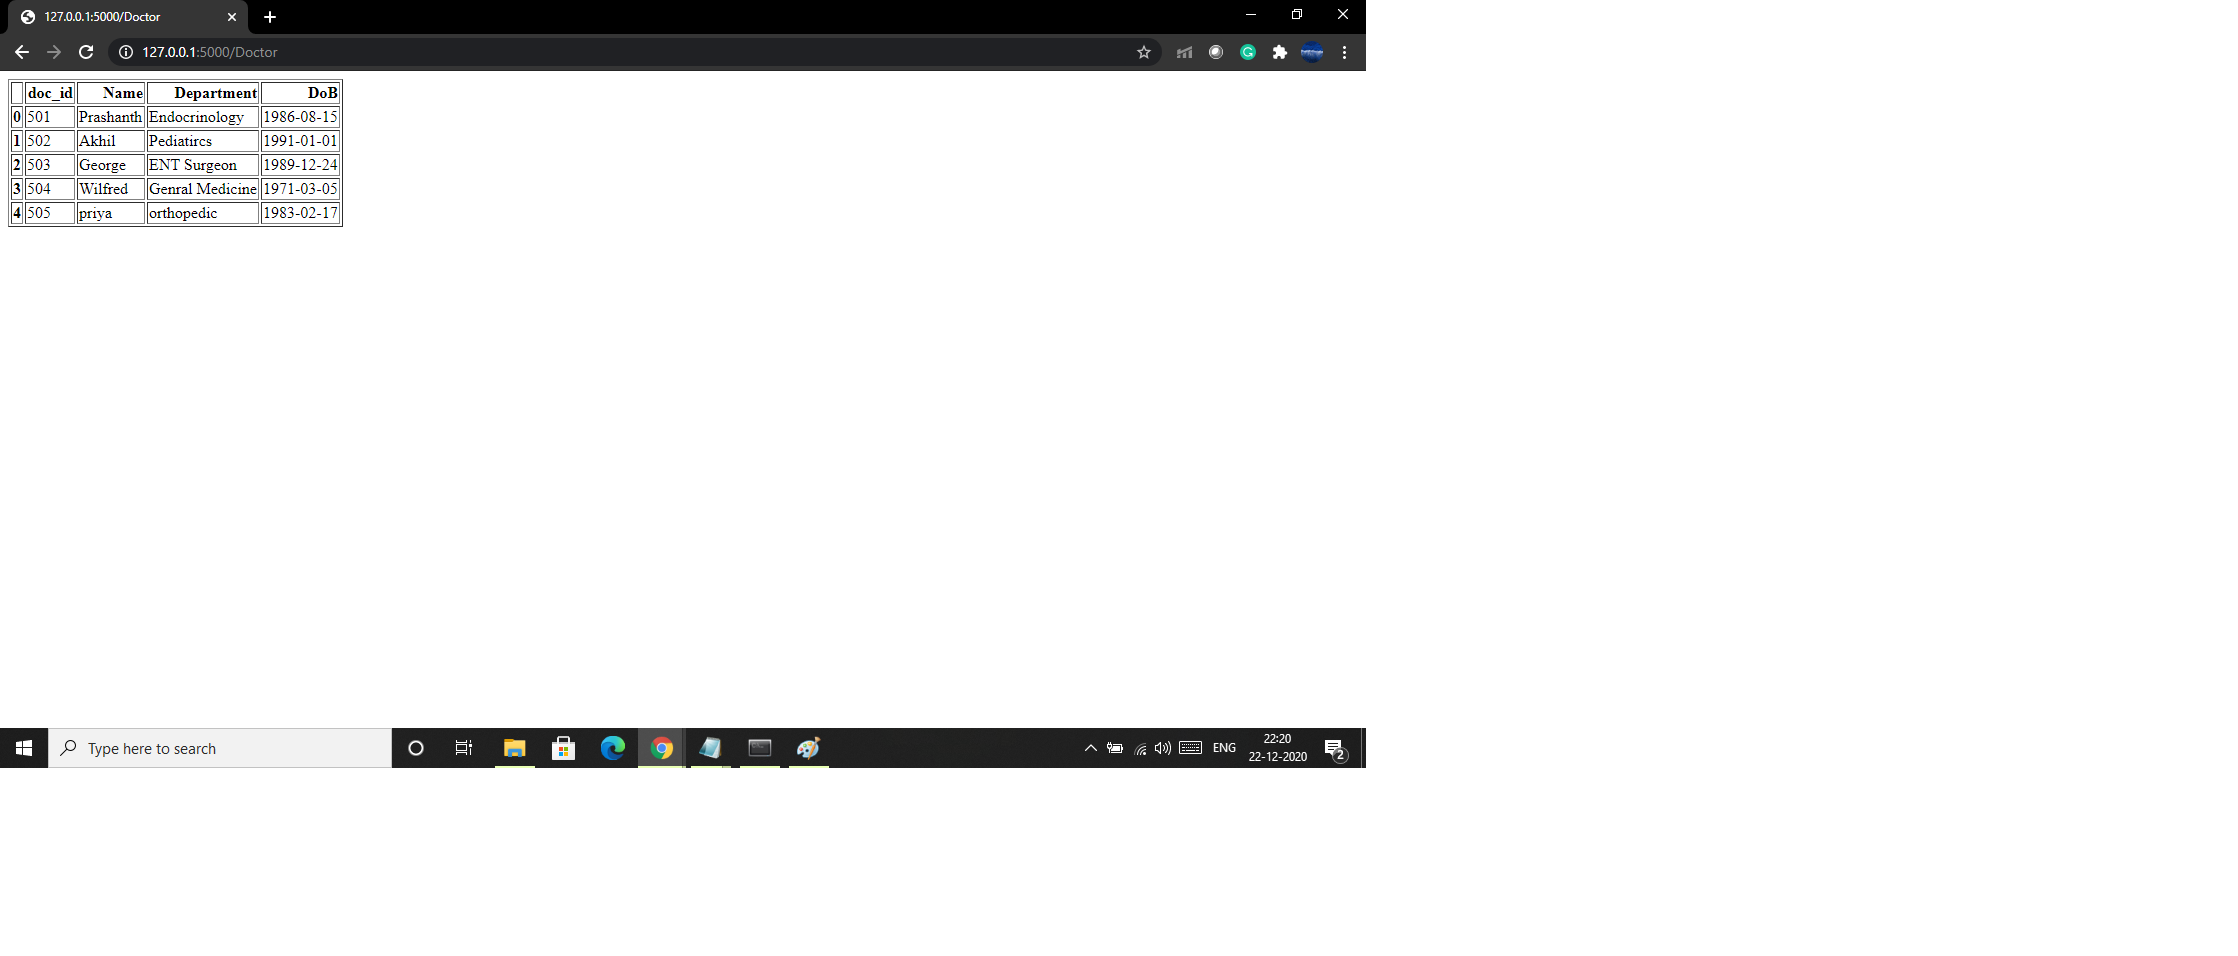 127.0.0.1:5000/Doctor
127.0.0.1:5000/Doctor
doc_id Name Department DoB
0 501 Prashanth Endocrinology 1986-08-15
1 502 Akhil Pediatircs 1991-01-01
2 503 George ENT Surgeon 1989-12-24
3 504 Wilfred Genral Medicine 1971-03-05
4 505 priya orthopedic 1983-02-17
Type here to search
ENG
22:20
22-12-2020
2